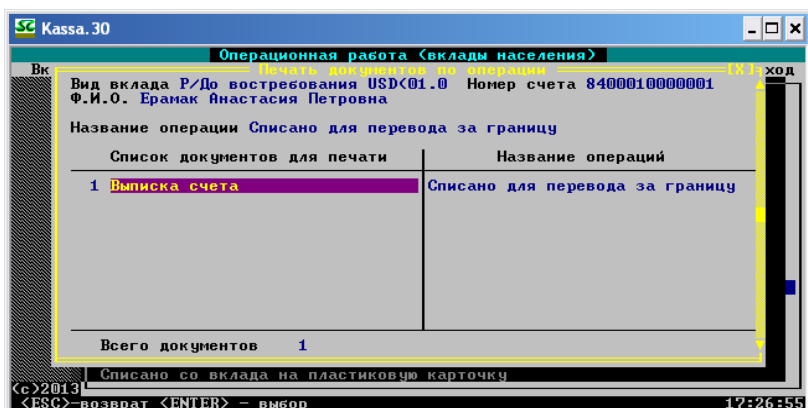 Kassa.30
Операционная работа (вклады населения)
Вк
Печать документов по операции
[X]
ход
Вид вклада Р/До востребования USD(01.0 Номер счета 8400010000001
Ф.И.О. Ерамак Анастасия Петровна
Название операции Списано для перевода за границу
Список документов для печати Название операций
1 Выписка счета Списано для перевода за границу
Всего документов 1
Списано со вклада на пластиковую карточку
(c)2013
<ESC>-возврат <ENTER> - выбор 17:26:55